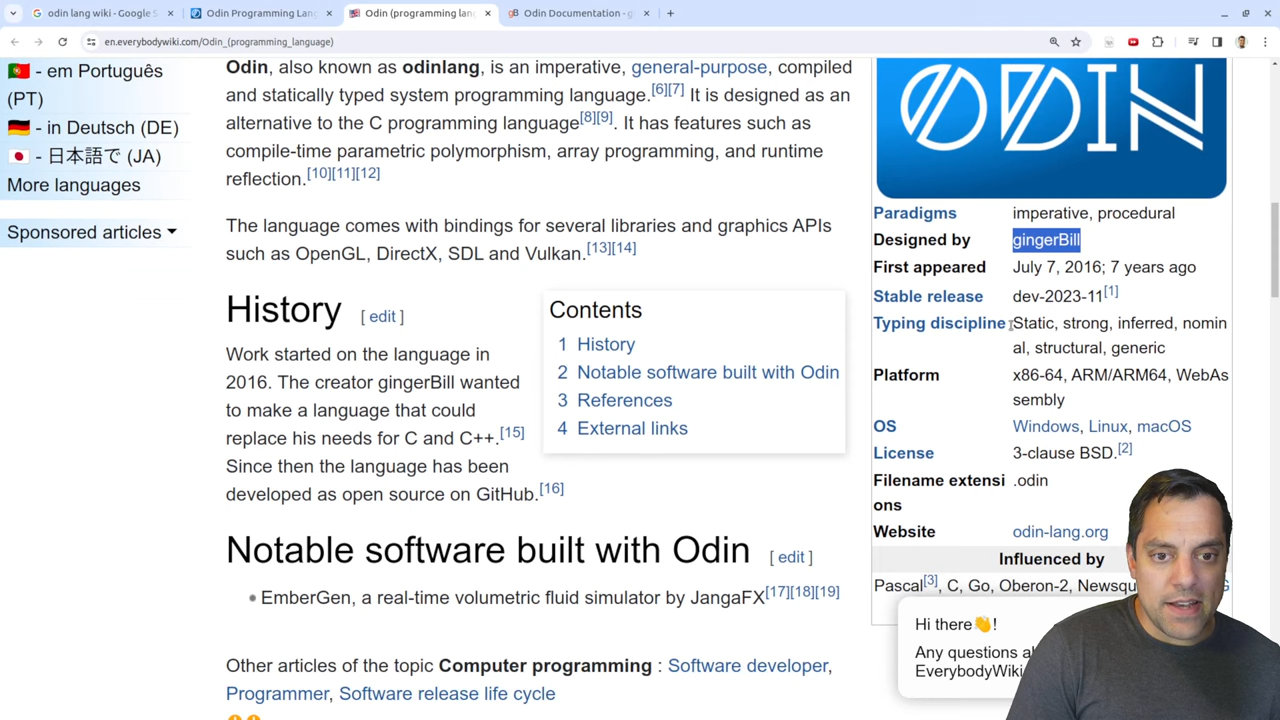 odin lang wiki - Google S
Odin Programming Lan
Odin (programming lan
gB Odin Documentation - gi
en.everybodywiki.com/Odin_(programming_language)
- em Português
(PT)
- in Deutsch (DE)
- 日本語で (JA)
More languages
Sponsored articles
Odin, also known as odinlang, is an imperative, general-purpose, compiled
and statically typed system programming language.[6][7] It is designed as an
alternative to the C programming language[8][9]. It has features such as
compile-time parametric polymorphism, array programming, and runtime
reflection.[10][11][12]
The language comes with bindings for several libraries and graphics APIs
such as OpenGL, DirectX, SDL and Vulkan.[13][14]
History [ edit ]
Work started on the language in
2016. The creator gingerBill wanted
to make a language that could
replace his needs for C and C++.[15]
Since then the language has been
developed as open source on GitHub.[16]
Contents
1 History
2 Notable software built with Odin
3 References
4 External links
Notable software built with Odin [ edit ]
EmberGen, a real-time volumetric fluid simulator by JangaFX[17][18][19]
Other articles of the topic Computer programming : Software developer,
Programmer, Software release life cycle
ODIN
Paradigms imperative, procedural
Designed by gingerBill
First appeared July 7, 2016; 7 years ago
Stable release dev-2023-11[1]
Typing discipline Static, strong, inferred, nomin
al, structural, generic
Platform x86-64, ARM/ARM64, WebAs
sembly
OS Windows, Linux, macOS
License 3-clause BSD.[2]
Filename extensi .odin
ons
Website odin-lang.org
Influenced by
Pascal[3], C, Go, Oberon-2, Newsqu
Hi there👋!
Any questions a
EverybodyWiki